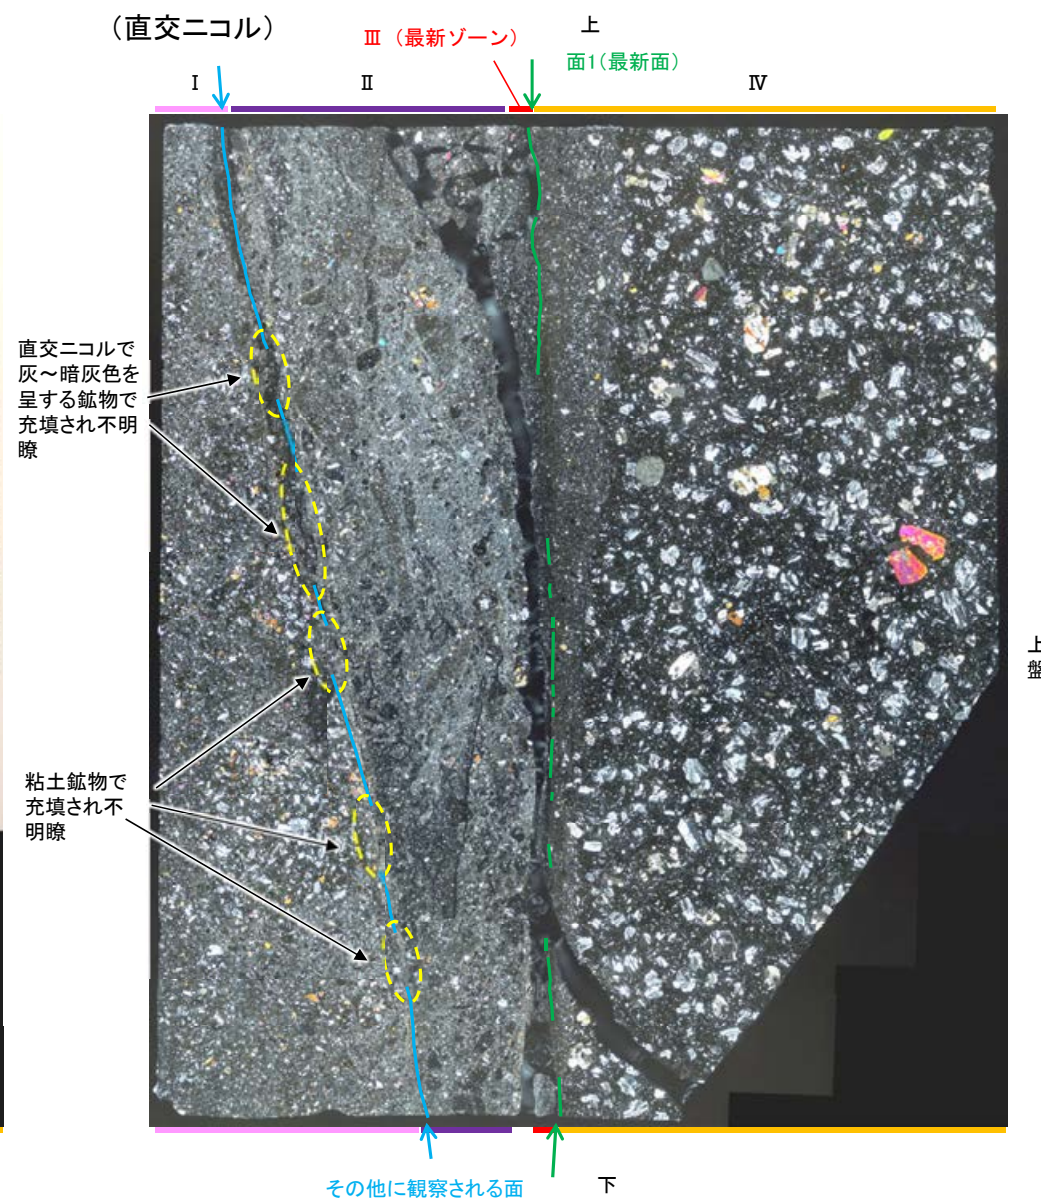 （直交ニコル）
上
Ⅲ（最新ゾーン）
面1（最新面）
Ⅰ
Ⅱ
Ⅳ
直交ニコルで
灰～暗灰色を
呈する鉱物で
充填され不明
瞭
上
盤
粘土鉱物で
充填され不
明瞭
その他に観察される面
下